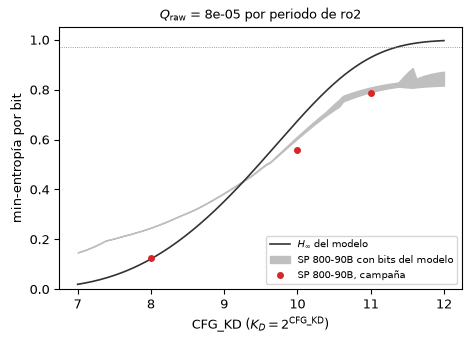 Q_raw = 8e-05 por periodo de ro2
min-entropía por bit
1.0
0.8
0.6
0.4
0.2
0.0
H∞ del modelo
SP 800-90B con bits del modelo
SP 800-90B, campaña
7 8 9 10 11 12
CFG_KD (K_D = 2^CFG_KD)